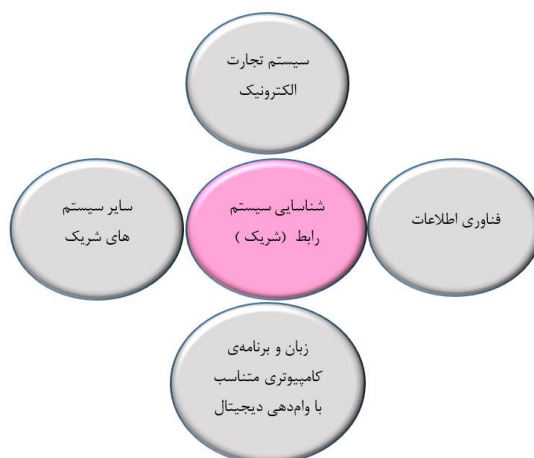 سیستم تجارت
الکترونیک
فناوری اطلاعات
شناسایی سیستم
رابط (شریک )
سایر سیستم
های شریک
زبان و برنامه‌ی
کامپیوتری متناسب
با وام‌دهی دیجیتال